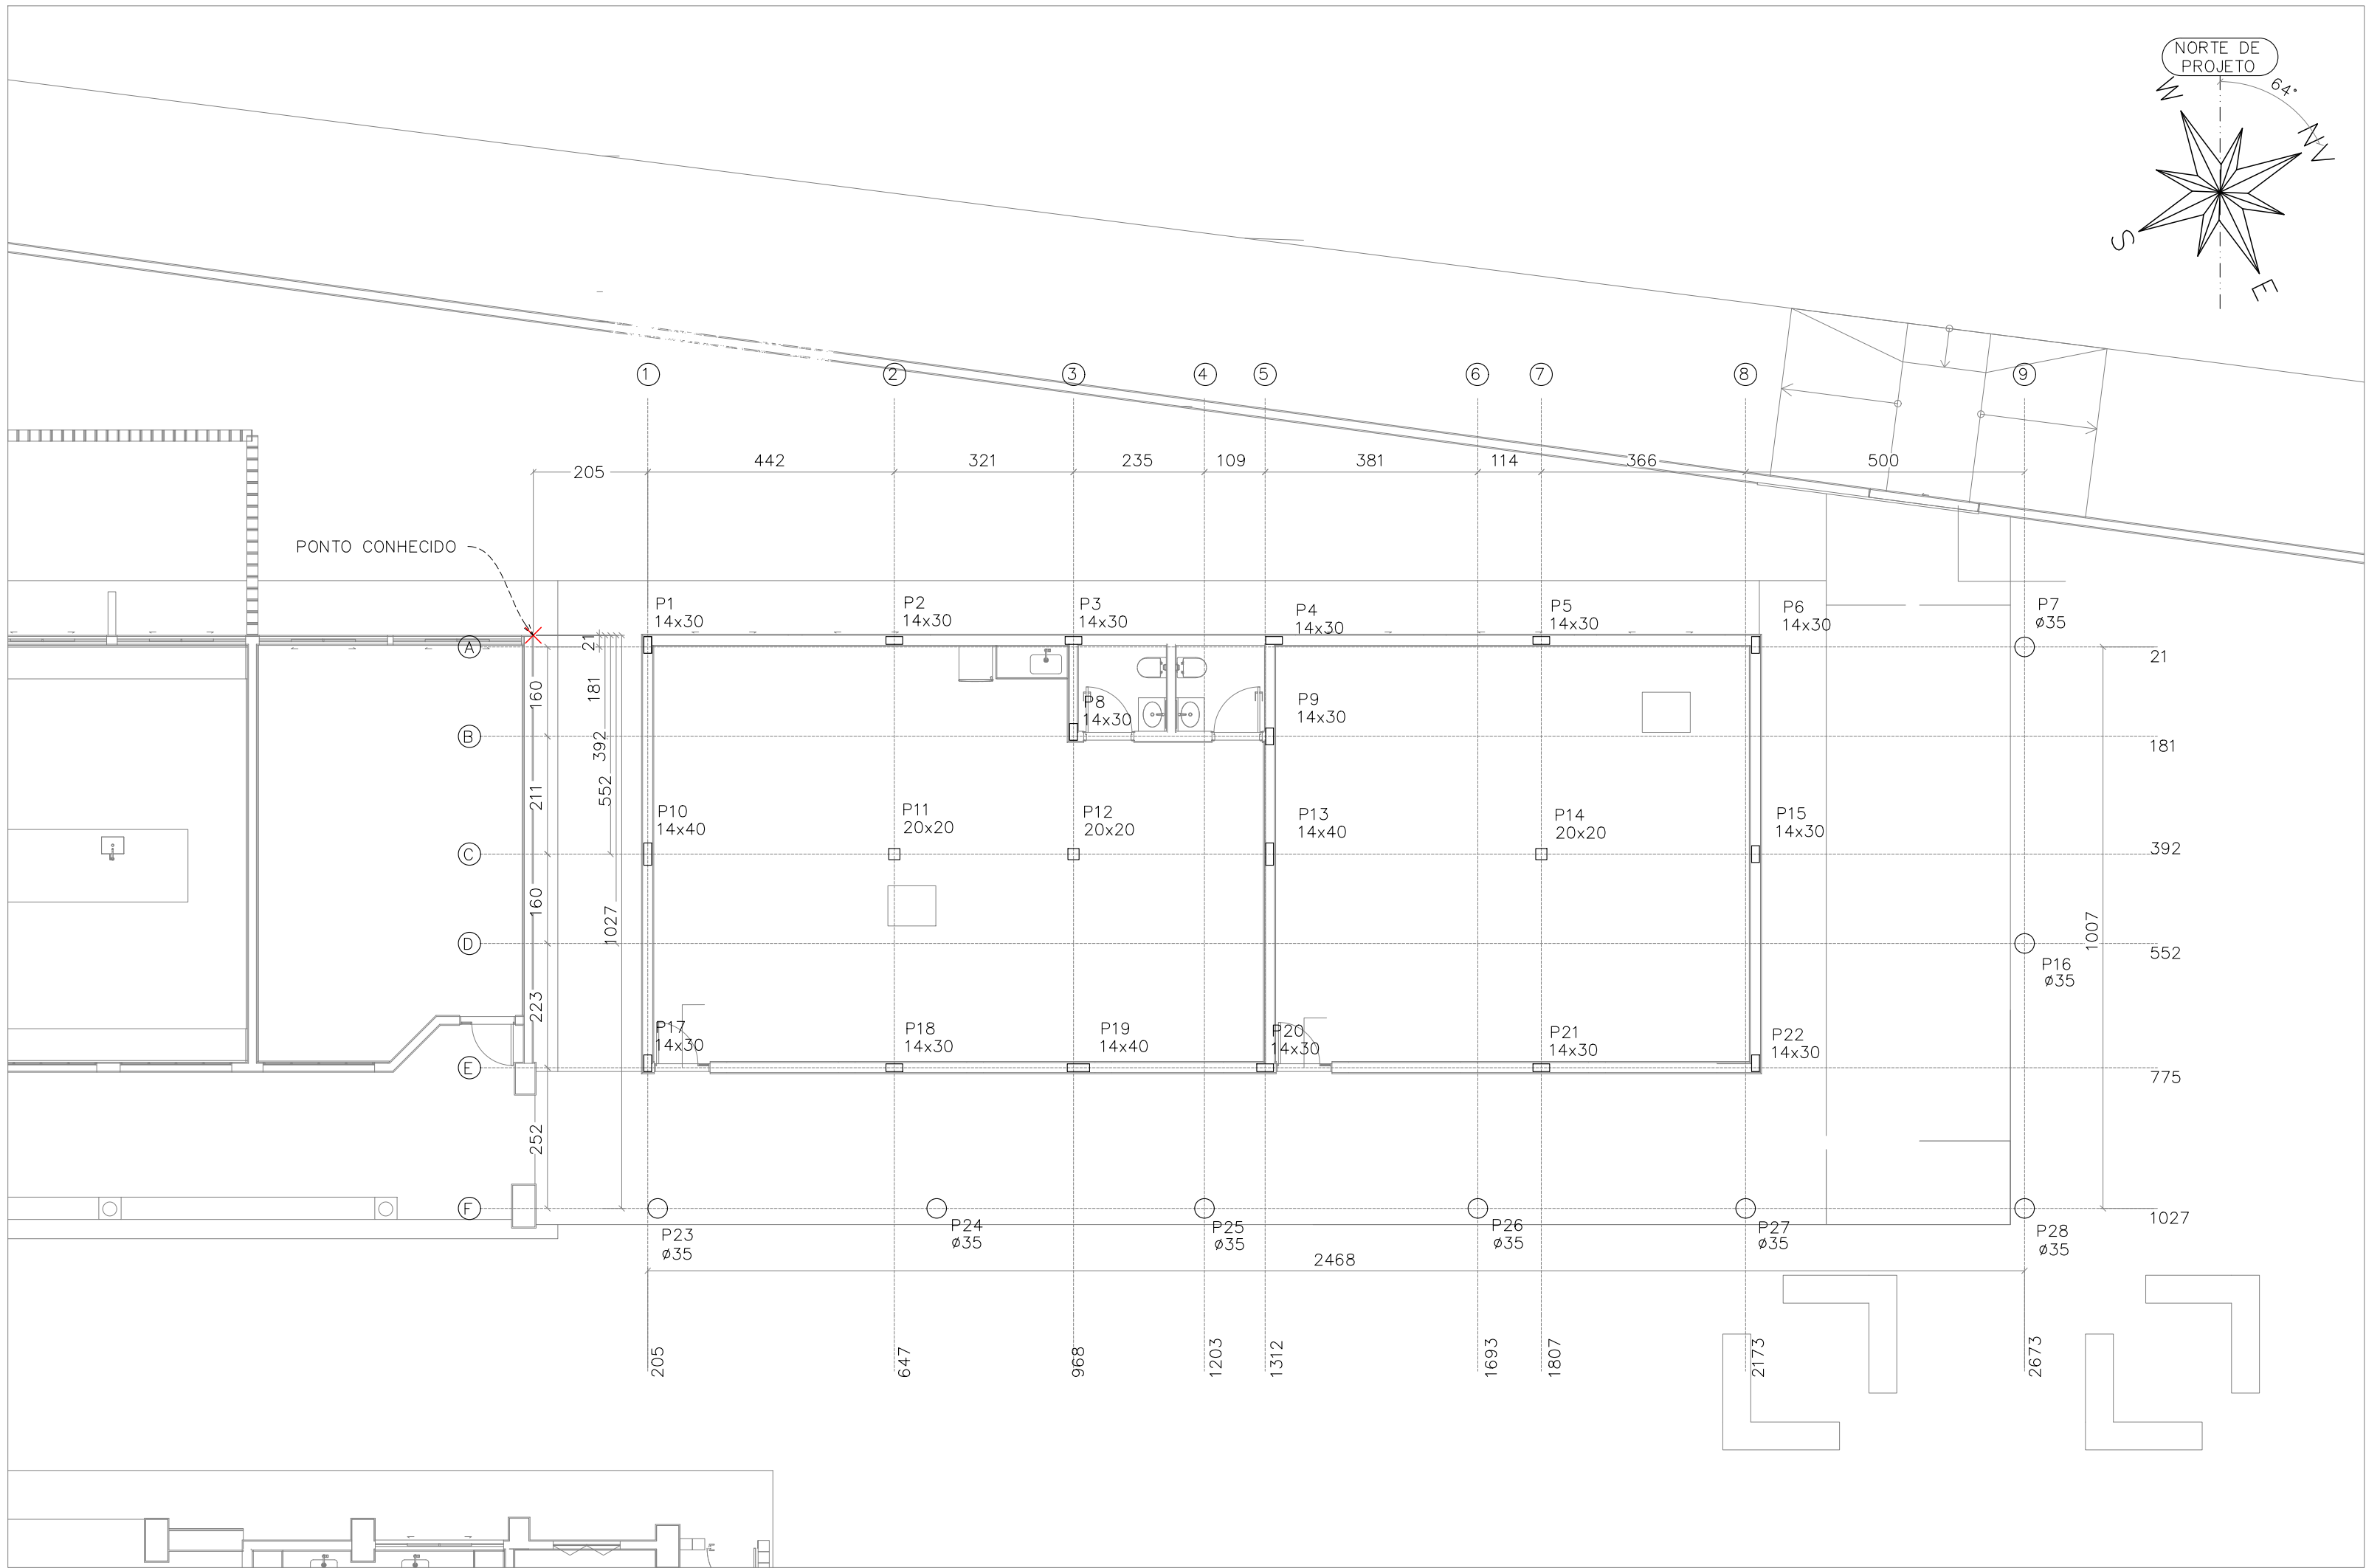 NORTE DE
PROJETO
64°
W
N
S
E
1
2
3
4
5
6
7
8
9
205
442
321
235
109
381
114
366
500
PONTO CONHECIDO
P1
14x30
P2
14x30
P3
14x30
P4
14x30
P5
14x30
P6
14x30
P7
ø35
A
21
160
181
21
P8
14x30
P9
14x30
B
392
181
211
552
P10
14x40
P11
20x20
P12
20x20
P13
14x40
P14
20x20
P15
14x30
C
392
160
1027
1007
D
552
P16
ø35
223
P17
14x30
P18
14x30
P19
14x40
P20
14x30
P21
14x30
P22
14x30
E
775
252
F
1027
P23
ø35
P24
ø35
P25
ø35
P26
ø35
P27
ø35
P28
ø35
2468
205
647
968
1203
1312
1693
1807
2173
2673